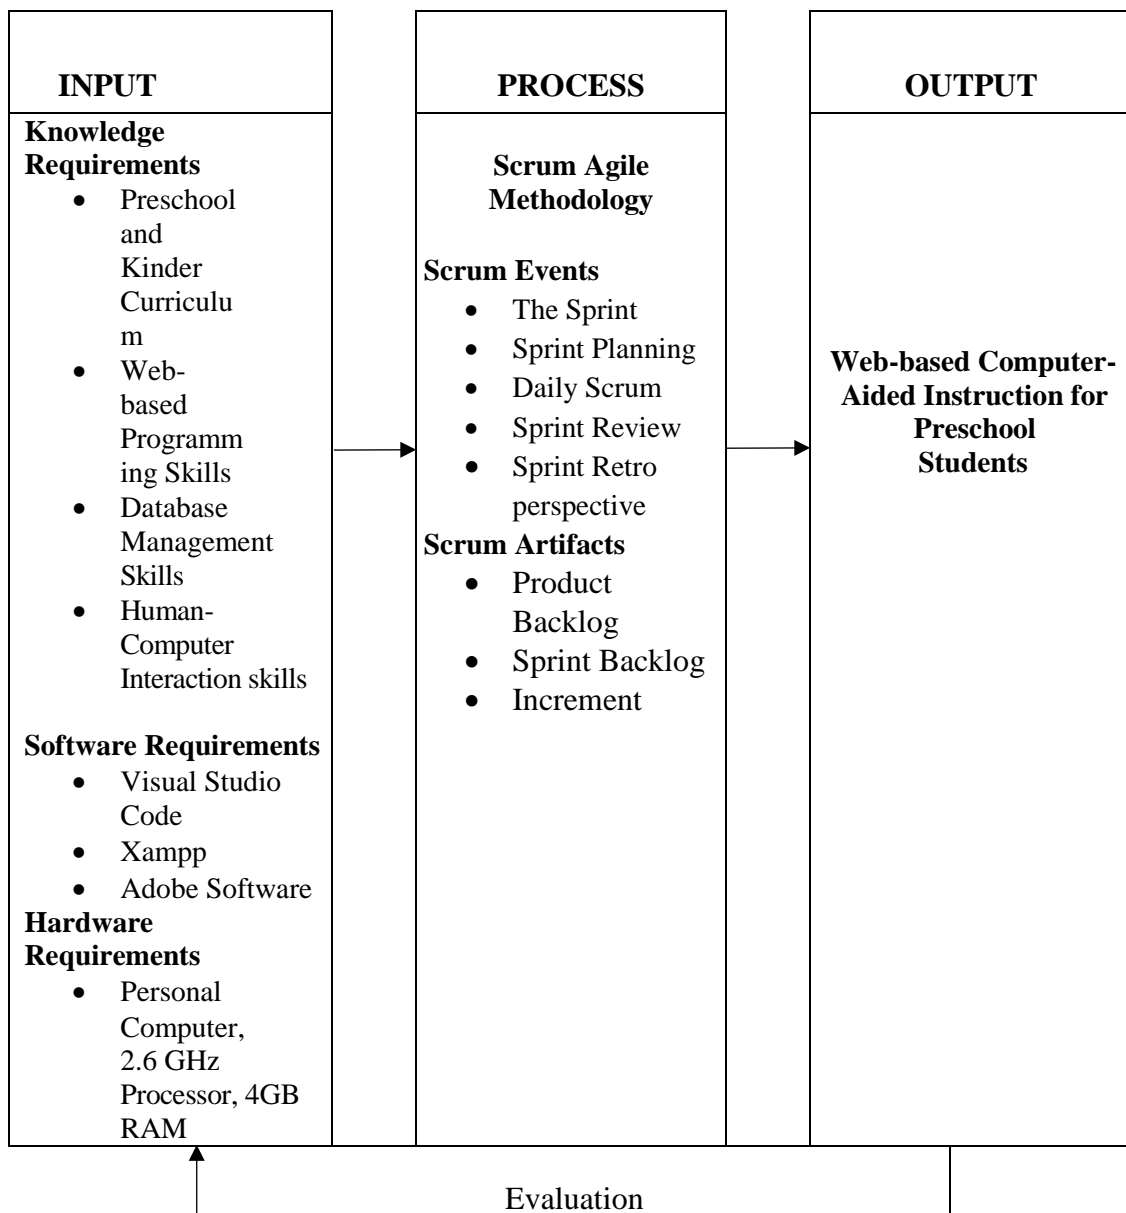 INPUT
Knowledge
Requirements
• Preschool
and
Kinder
Curriculu
m
• Web-
based
Programm
ing Skills
• Database
Management
Skills
• Human-
Computer
Interaction skills
Software Requirements
• Visual Studio
Code
• Xampp
• Adobe Software
Hardware
Requirements
• Personal
Computer,
2.6 GHz
Processor, 4GB
RAM
PROCESS
Scrum Agile
Methodology
Scrum Events
• The Sprint
• Sprint Planning
• Daily Scrum
• Sprint Review
• Sprint Retro
perspective
Scrum Artifacts
• Product
Backlog
• Sprint Backlog
• Increment
OUTPUT
Web-based Computer-
Aided Instruction for
Preschool
Students
Evaluation